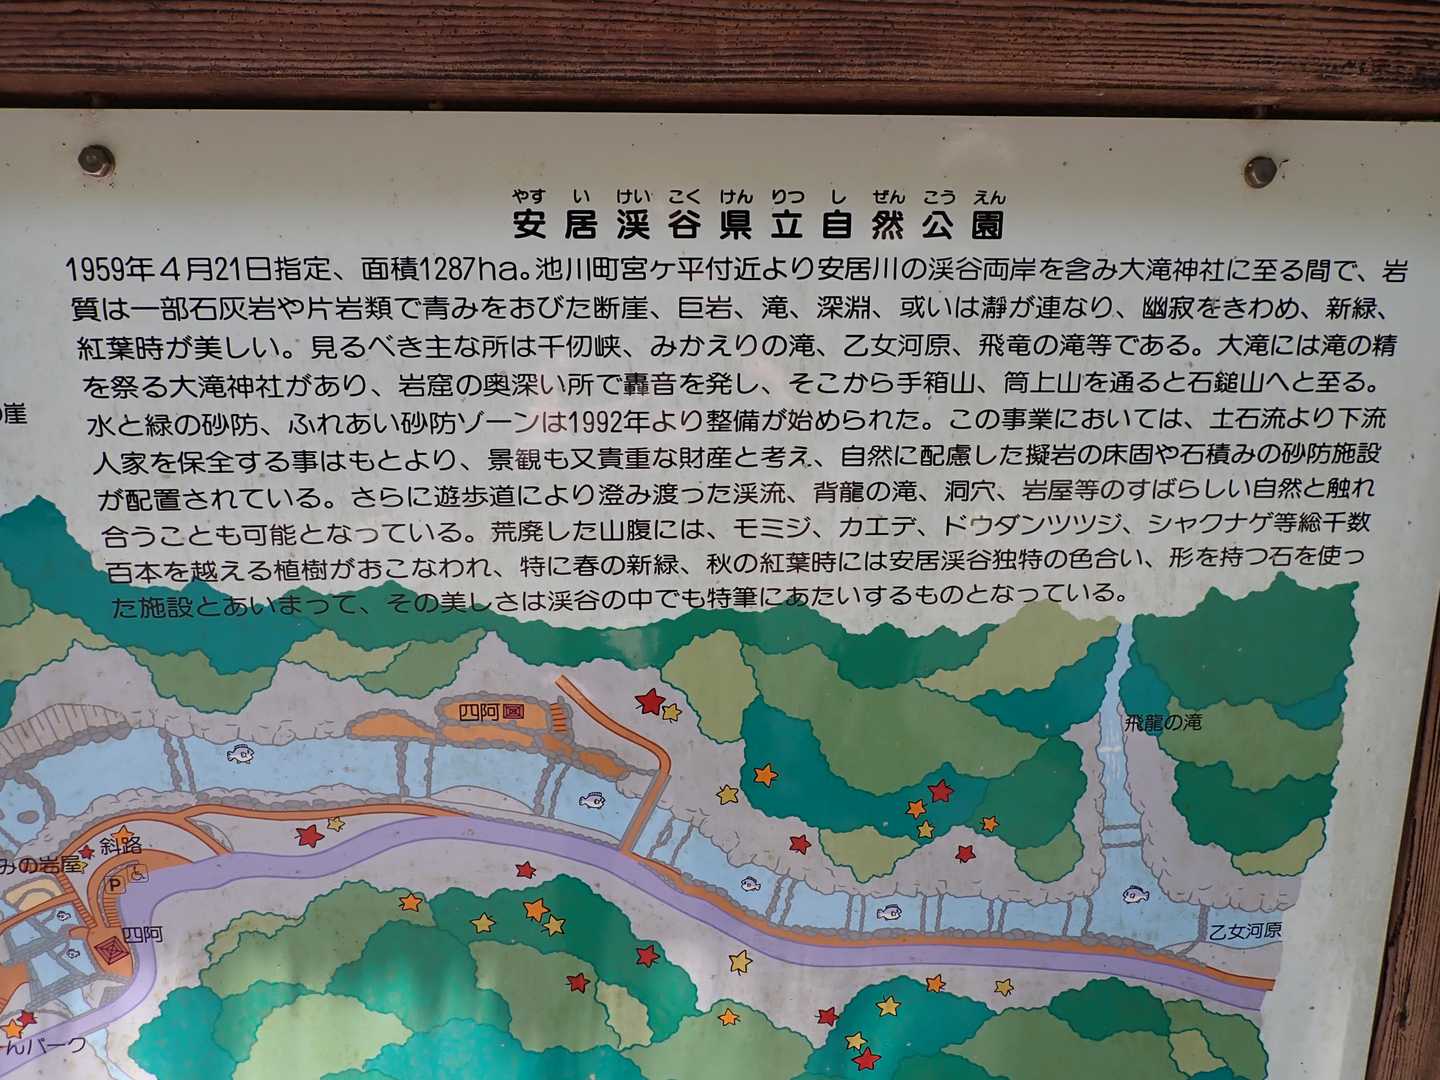 やすいけいこくけんりつしぜんこうえん
安居渓谷県立自然公園
1959年4月21日指定、面積1287ha。池川町宮ヶ平付近より安居川の渓谷両岸を含み大滝神社に至る間で、岩
質は一部石灰岩や片岩類で青みをおびた断崖、巨岩、滝、深淵、或いは瀞が連なり、幽寂をきわめ、新緑、
紅葉時が美しい。見るべき主な所は千仞峡、みかえりの滝、乙女河原、飛竜の滝等である。大滝には滝の精
を祭る大滝神社があり、岩窟の奥深い所で轟音を発し、そこから手箱山、筒上山を通ると石鎚山へと至る。
水と緑の砂防、ふれあい砂防ゾーンは1992年より整備が始められた。この事業においては、土石流より下流
人家を保全する事はもとより、景観も又貴重な財産と考え、自然に配慮した擬岩の床固や石積みの砂防施設
が配置されている。さらに遊歩道により澄み渡った渓流、背龍の滝、洞穴、岩屋等のすばらしい自然と触れ
合うことも可能となっている。荒廃した山腹には、モミジ、カエデ、ドウダンツツジ、シャクナゲ等総千数
百本を越える植樹がおこなわれ、特に春の新緑、秋の紅葉時には安居渓谷独特の色合い、形を持つ石を使っ
た施設とあいまって、その美しさは渓谷の中でも特筆にあたいするものとなっている。
の崖
四阿
飛龍の滝
斜路
みの岩屋
P
四阿
乙女河原
んパーク